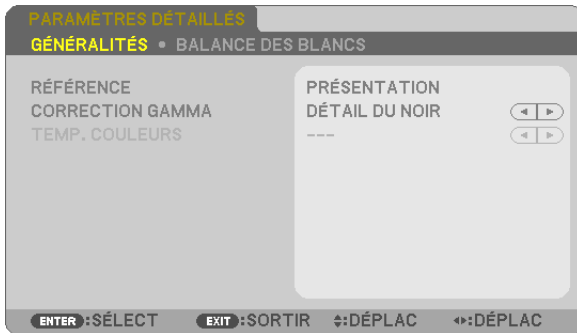 PARAMÈTRES DÉTAILLÉS
GÉNÉRALITÉS • BALANCE DES BLANCS
RÉFÉRENCE PRÉSENTATION
CORRECTION GAMMA DÉTAIL DU NOIR
TEMP. COULEURS ---
ENTER :SÉLECT EXIT :SORTIR :DÉPLAC :DÉPLAC